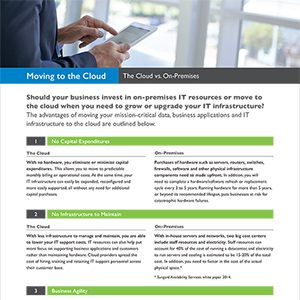 Moving to the Cloud
The Cloud vs. On-Premises
Should your business invest in on-premises IT resources or move to
the cloud when you need to grow or upgrade your IT infrastructure?
The advantages of moving your mission-critical data, business applications and IT
infrastructure to the cloud are outlined below.
1 No Capital Expenditures
The Cloud
With no hardware, you eliminate or minimize capital
expenditures. This allows you to move to predictable
monthly billing or operational costs. At the same time, your
IT infrastructure can easily be expanded, reconfigured and
more easily supported, all without any need for additional
capital purchases.
On-Premises
Purchases of hardware such as servers, routers, switches,
firewalls, software and other physical infrastructure
components need to be made upfront. In addition, you will
need to complete a hardware/software refresh or replacement
cycle every 3 to 5 years. Running hardware for more than 5 years,
or beyond its recommended lifespan, puts businesses at risk for
catastrophic hardware failures.
2 No Infrastructure to Maintain
The Cloud
With less infrastructure to manage and maintain, you are able
to lower your IT support costs. IT resources can also help put
more focus on supporting business applications and customers
rather than maintaining hardware. Cloud providers spread the
cost of hiring, training and retaining IT support personnel across
their customer base.
On-Premises
With in-house servers and networks, two big cost centers
include staff resources and electricity. Staff resources can
account for 40% of the cost of running a datacenter, and electricity
to run servers and cooling is estimated to be 15-20% of the total
cost. In addition, you need to factor in the cost of the actual
physical space.*
* Sungard Availability Services white paper 2014.
3 Business Agility